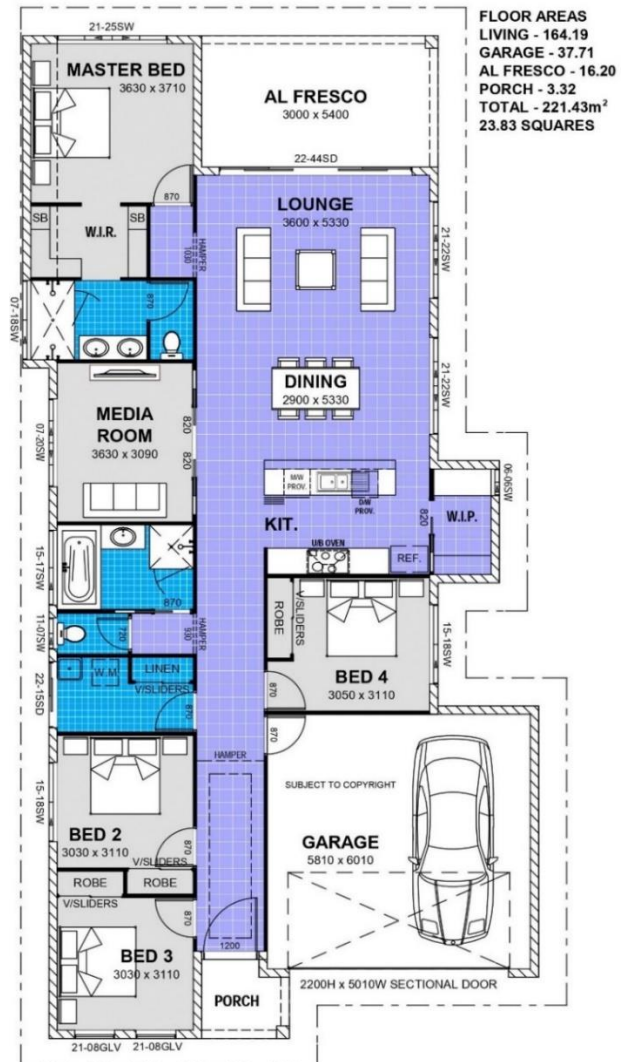 FLOOR AREAS
LIVING - 164.19
GARAGE - 37.71
AL FRESCO - 16.20
PORCH - 3.32
TOTAL - 221.43m²
23.83 SQUARES
21-25SW
MASTER BED
3630 x 3710
AL FRESCO
3000 x 5400
22-44SD
870
LOUNGE
3600 x 5330
SB
SB
W.I.R.
HAMPER
1030
21-22SW
07-18SW
870
21-22SW
DINING
2900 x 5330
MEDIA
ROOM
3630 x 3090
820
820
07-20SW
M/W
PROV.
D/W
PROV.
06-06SW
KIT.
820
W.I.P.
U/B OVEN
REF.
15-17SW
870
11-07SW
720
HAMPER
930
ROBE
V/SLIDERS
15-18SW
BED 4
3050 x 3110
W.M
LINEN
V/SLIDERS
22-15SD
870
870
870
HAMPER
SUBJECT TO COPYRIGHT
15-18SW
BED 2
3030 x 3110
870
V/SLIDERS
GARAGE
5810 x 6010
ROBE
ROBE
V/SLIDERS
870
BED 3
3030 x 3110
1200
PORCH
2200H x 5010W SECTIONAL DOOR
21-08GLV
21-08GLV